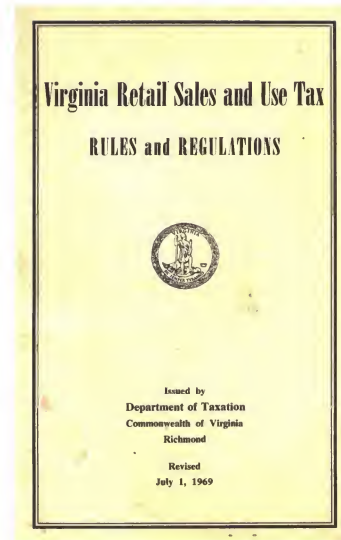 Virginia Retail Sales and Use Tax
RULES and REGULATIONS
VIRGINIA
Issued by
Department of Taxation
Commonwealth of Virginia
Richmond
Revised
July 1, 1969